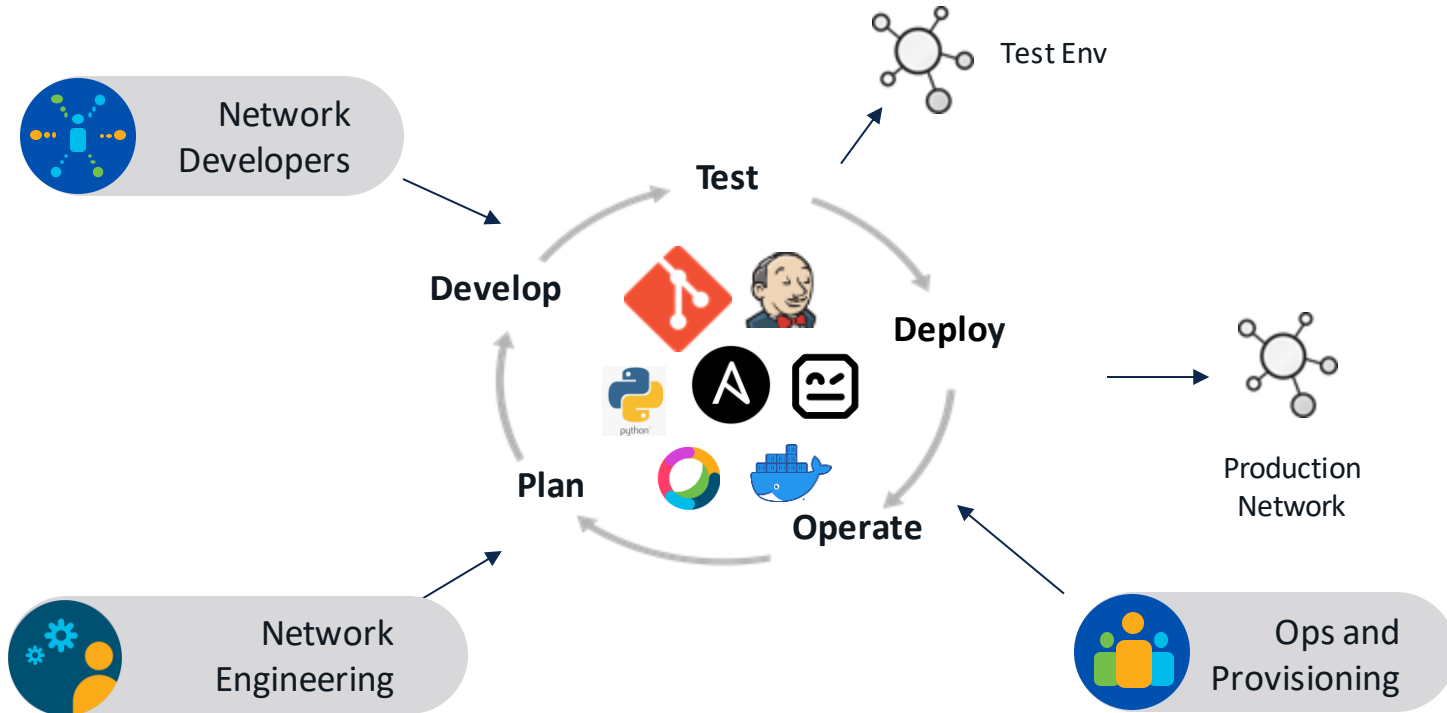 Test Env
Network
Developers
Test
Develop
Deploy
python
Plan
Operate
Production
Network
Network
Engineering
Ops and
Provisioning